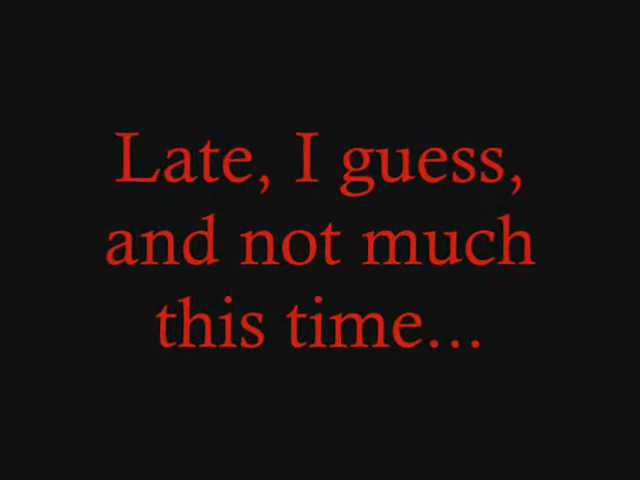 Late, I guess,
and not much
this time...